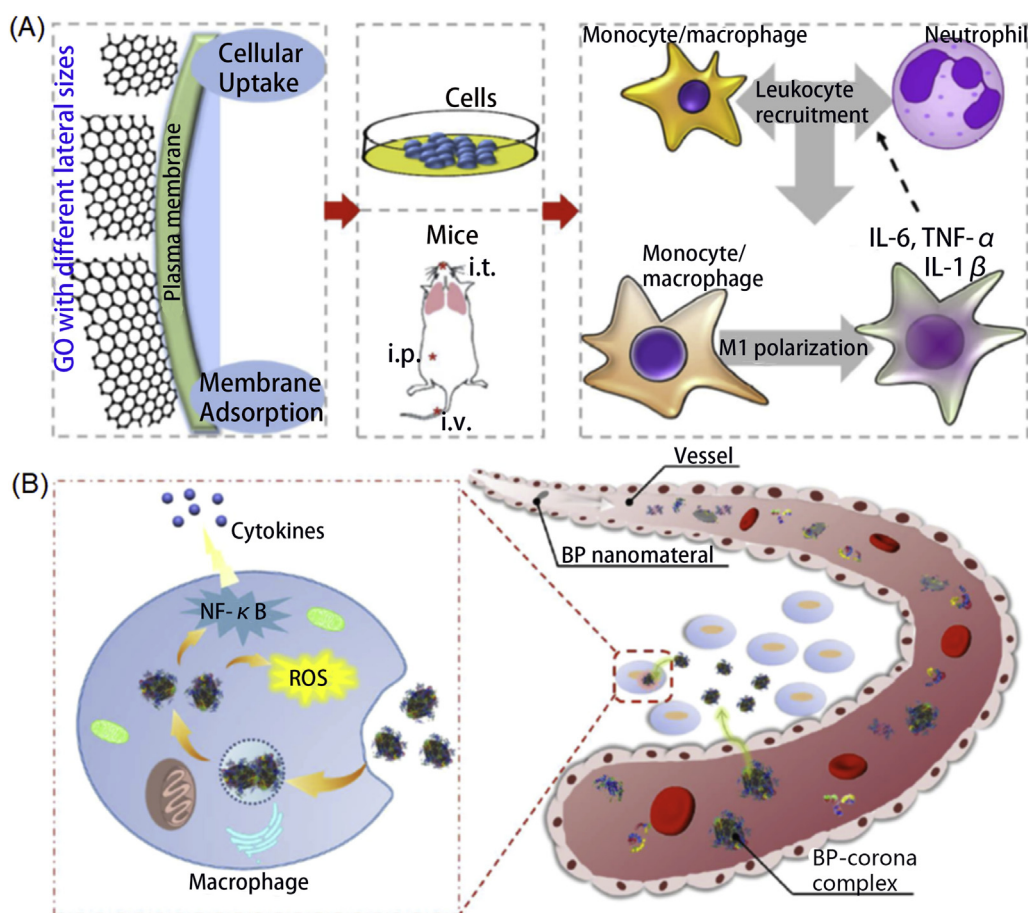 (A)
GO with different lateral sizes
Plasma membrane
Cellular
Uptake
Membrane
Adsorption
Cells
Mice
i.t.
i.p.
i.v.
Monocyte/macrophage
Neutrophil
Leukocyte
recruitment
IL-6, TNF-α
IL-1β
Monocyte/
macrophage
M1 polarization
(B)
Cytokines
NF-κB
ROS
Macrophage
Vessel
BP nanomateral
BP-corona
complex